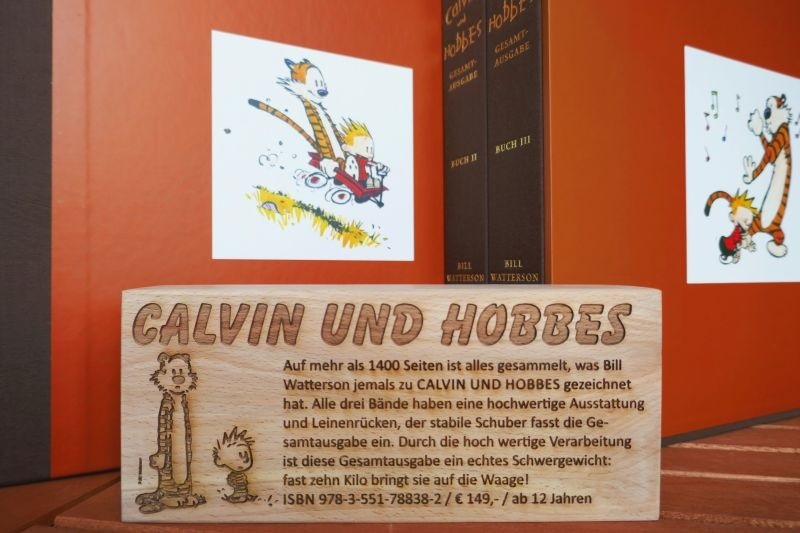 Calvin
und
Hobbes
GESAMT-
AUSGABE
BUCH II
BILL
WATTERSON
Hobbes
GESAMT-
AUSGABE
BUCH III
BILL
WATTERSON
CALVIN UND HOBBES
Auf mehr als 1400 Seiten ist alles gesammelt, was Bill
Watterson jemals zu CALVIN UND HOBBES gezeichnet
hat. Alle drei Bände haben eine hochwertige Ausstattung
und Leinenrücken, der stabile Schuber fasst die Ge-
samtausgabe ein. Durch die hoch wertige Verarbeitung
ist diese Gesamtausgabe ein echtes Schwergewicht:
fast zehn Kilo bringt sie auf die Waage!
ISBN 978-3-551-78838-2 / € 149,- / ab 12 Jahren